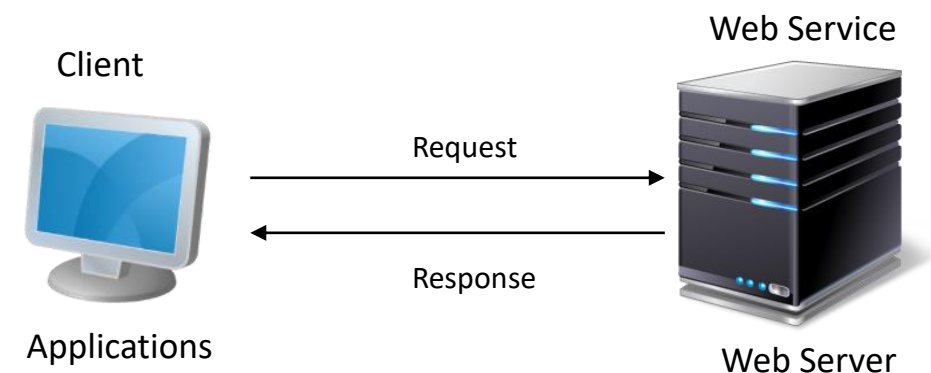 Web Service
Client
Request
Response
Applications
Web Server